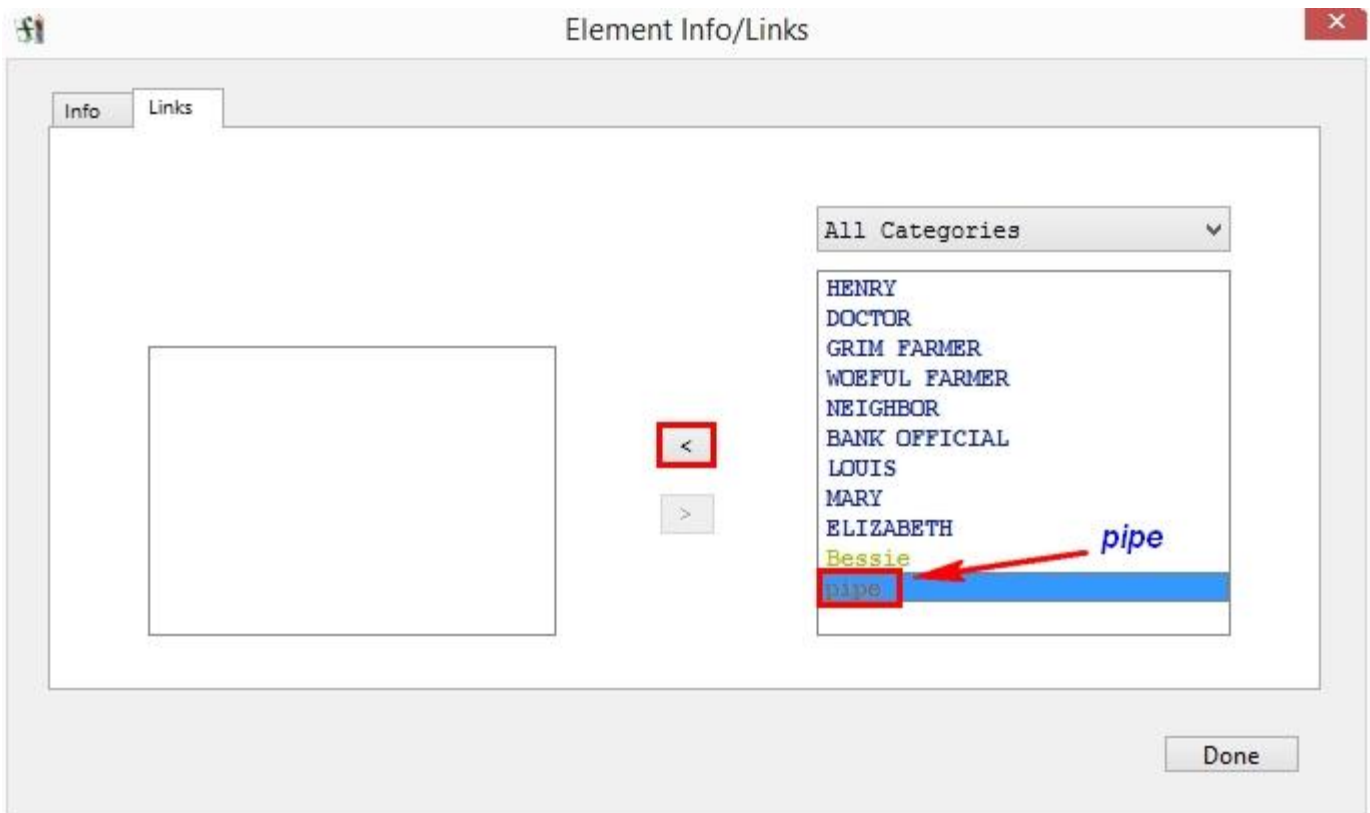 Element Info/Links
Info
Links
All Categories
HENRY
DOCTOR
GRIM FARMER
WOEFUL FARMER
NEIGHBOR
BANK OFFICIAL
<
LOUIS
MARY
>
ELIZABETH
pipe
Bessie
pipe
Done